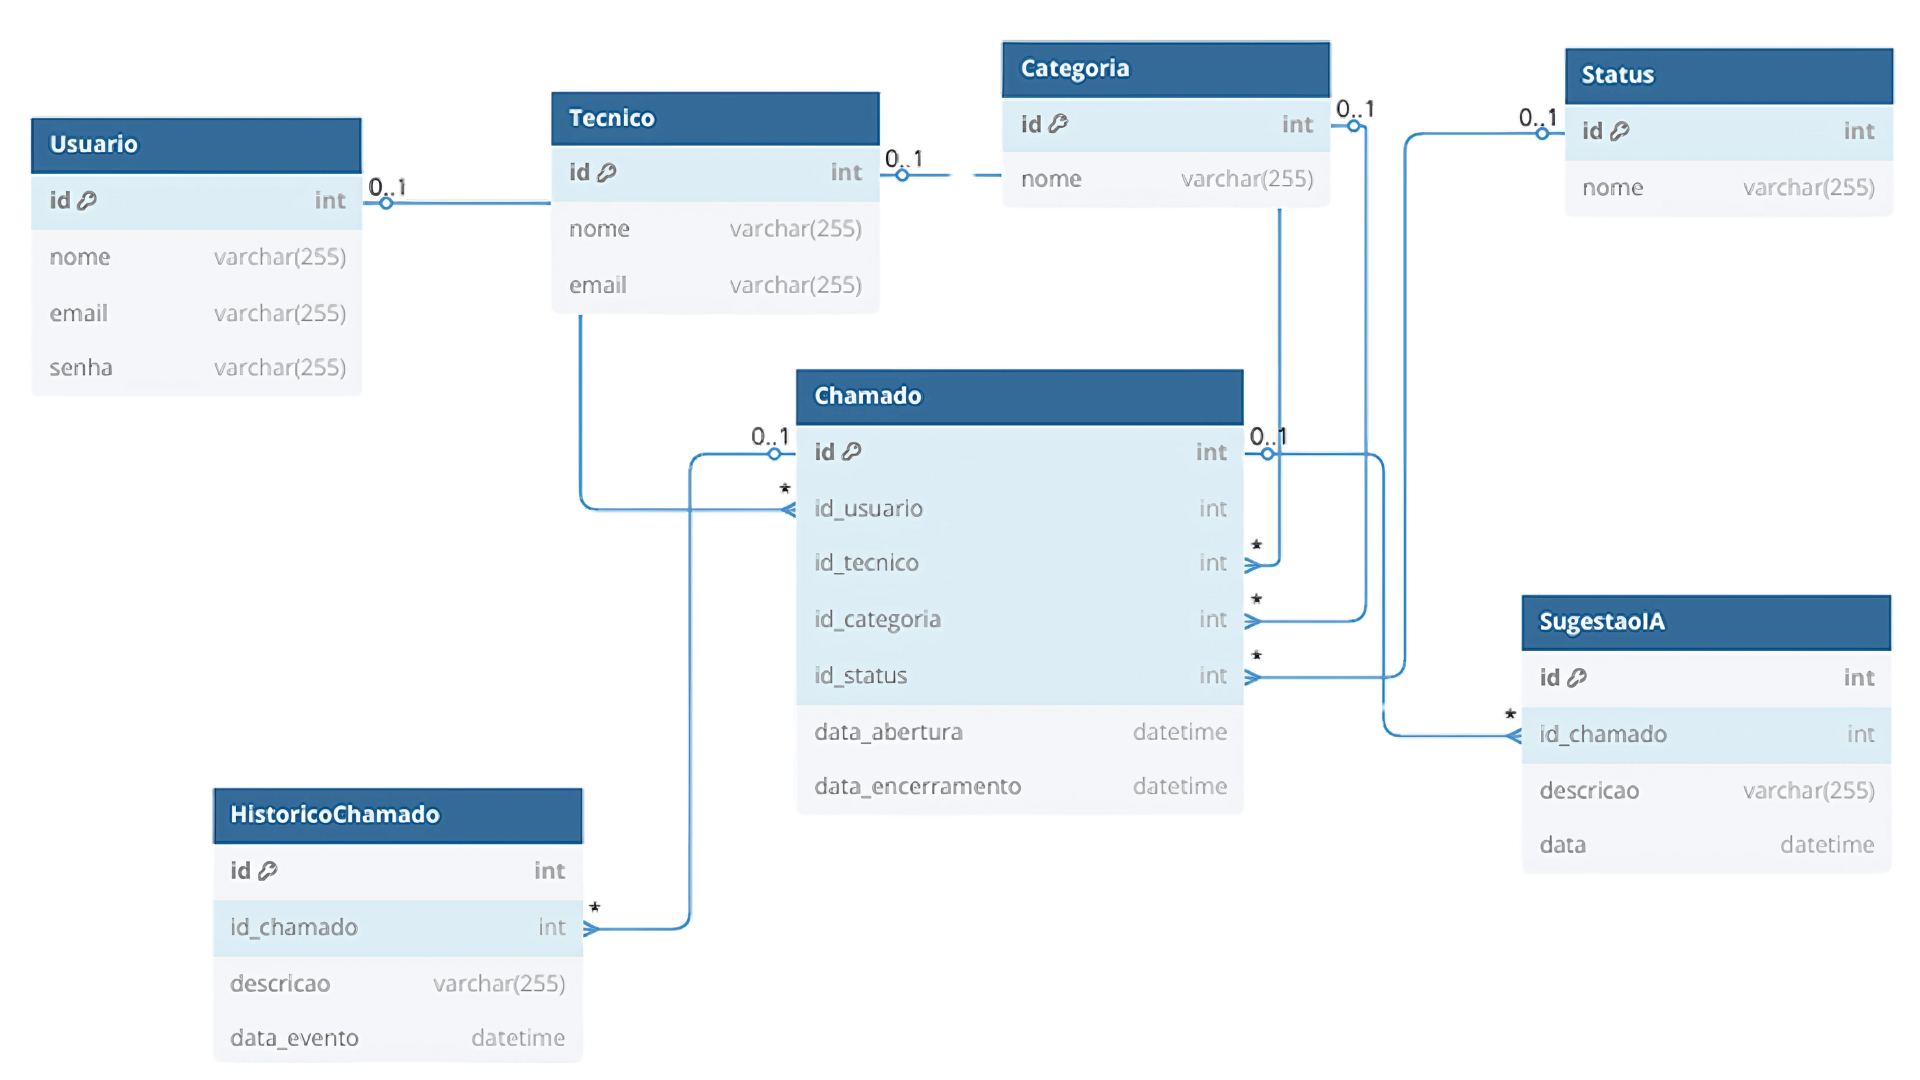 Usuario
id int
nome varchar(255)
email varchar(255)
senha varchar(255)
0..1
Tecnico
id int
nome varchar(255)
email varchar(255)
0..1
Categoria
id int
nome varchar(255)
0..1
Status
id int
nome varchar(255)
0..1
Chamado
id int
id_usuario int
id_tecnico int
id_categoria int
id_status int
data_abertura datetime
data_encerramento datetime
0..1
*
0..1
*
*
*
HistoricoChamado
id int
id_chamado int
descricao varchar(255)
data_evento datetime
*
SugestaoIA
id int
id_chamado int
descricao varchar(255)
data datetime
*